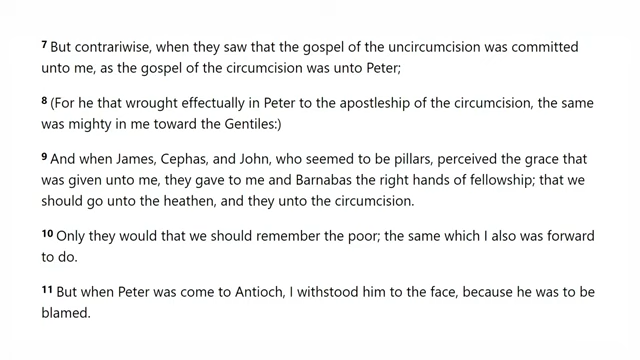 7 But contrariwise, when they saw that the gospel of the uncircumcision was committed
unto me, as the gospel of the circumcision was unto Peter;
8 (For he that wrought effectually in Peter to the apostleship of the circumcision, the same
was mighty in me toward the Gentiles:)
9 And when James, Cephas, and John, who seemed to be pillars, perceived the grace that
was given unto me, they gave to me and Barnabas the right hands of fellowship; that we
should go unto the heathen, and they unto the circumcision.
10 Only they would that we should remember the poor; the same which I also was forward
to do.
11 But when Peter was come to Antioch, I withstood him to the face, because he was to be
blamed.